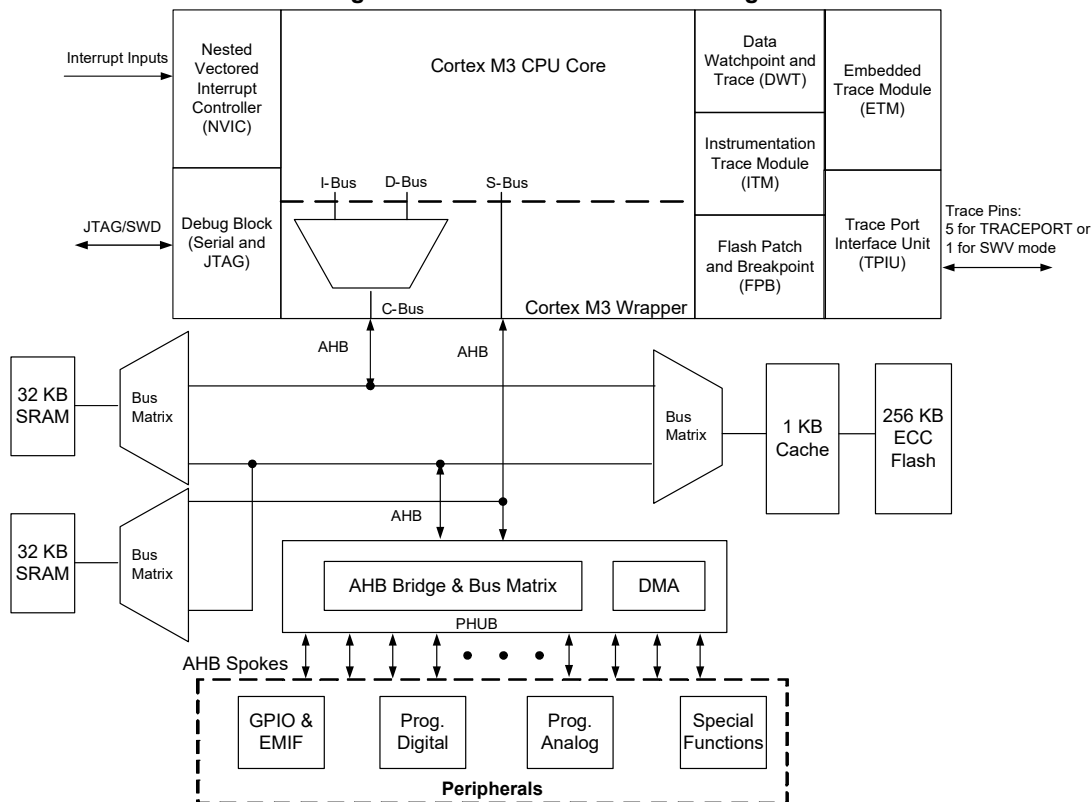 Interrupt Inputs
Nested
Vectored
Interrupt
Controller
(NVIC)
Cortex M3 CPU Core
Data
Watchpoint and
Trace (DWT)
Embedded
Trace Module
(ETM)
Instrumentation
Trace Module
(ITM)
I-Bus
D-Bus
S-Bus
JTAG/SWD
Debug Block
(Serial and
JTAG)
Flash Patch
and Breakpoint
(FPB)
Trace Port
Interface Unit
(TPIU)
Trace Pins:
5 for TRACEPORT or
1 for SWV mode
C-Bus
Cortex M3 Wrapper
AHB
AHB
32 KB
SRAM
Bus
Matrix
Bus
Matrix
1 KB
Cache
256 KB
ECC
Flash
AHB
32 KB
SRAM
Bus
Matrix
AHB Bridge & Bus Matrix
DMA
PHUB
AHB Spokes
GPIO &
EMIF
Prog.
Digital
Prog.
Analog
Special
Functions
Peripherals